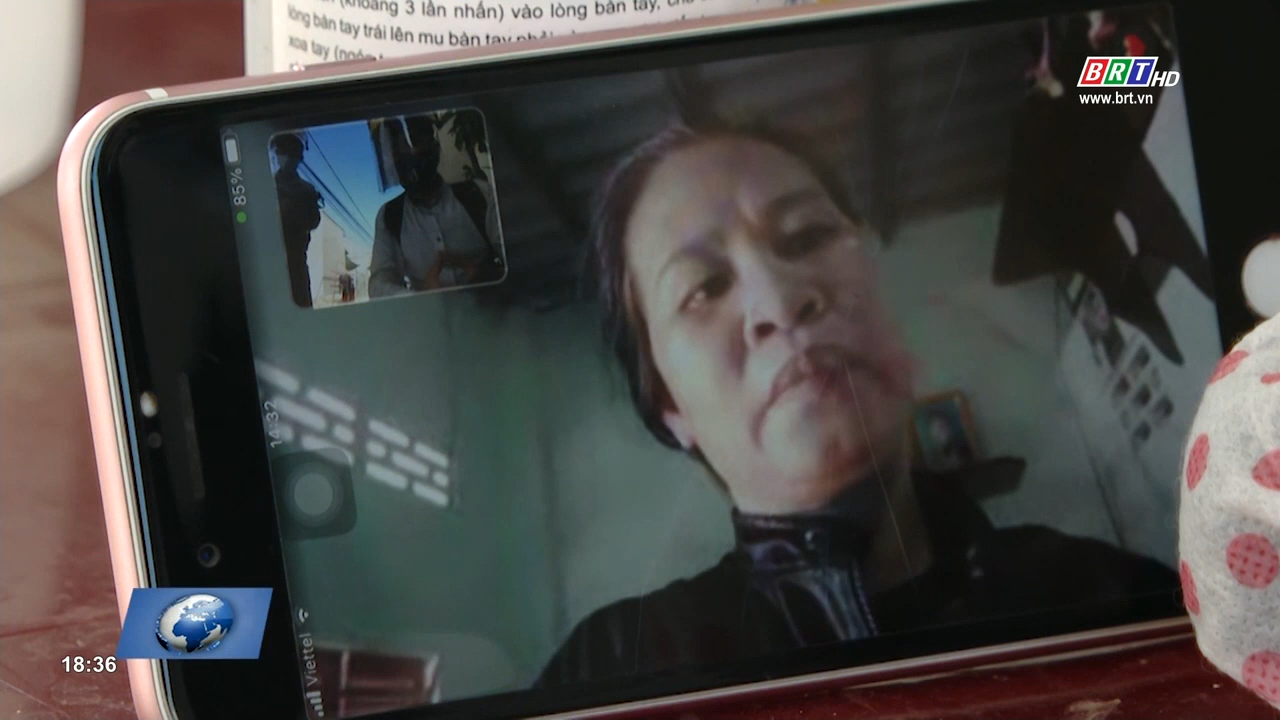 (khoảng 3 lần nhấn) vào lòng bàn tay,
lòng bàn tay trái lên mu bàn tay
xoa tay
BRT HD
www.brt.vn
85%
14:32
Viettel
18:36